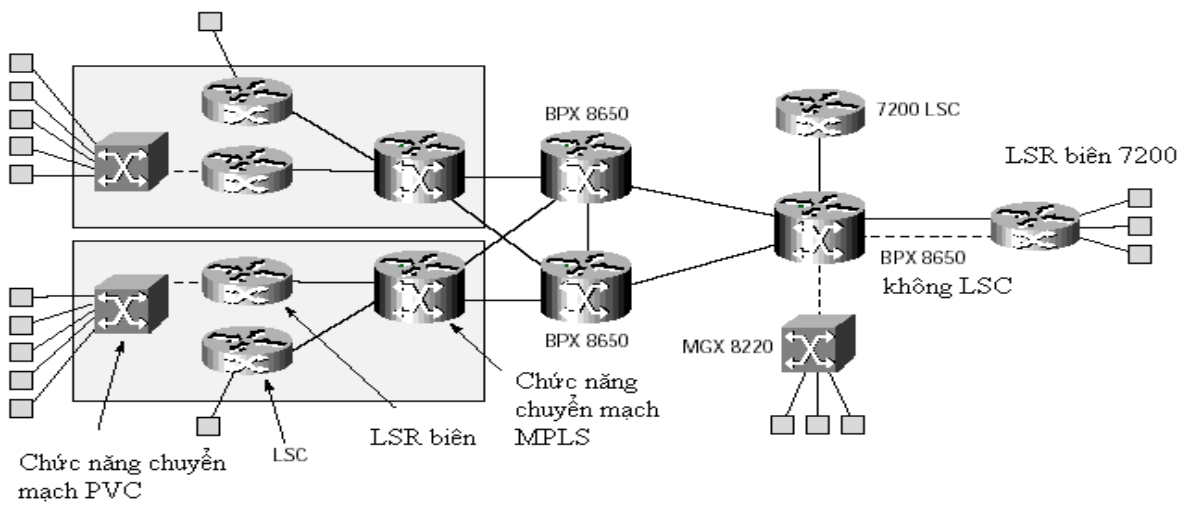 BPX 8650
7200 LSC
LSR biên 7200
BPX 8650
không LSC
BPX 8650
MGX 8220
Chức năng
chuyển mạch
MPLS
LSR biên
LSC
Chức năng chuyển
mạch PVC